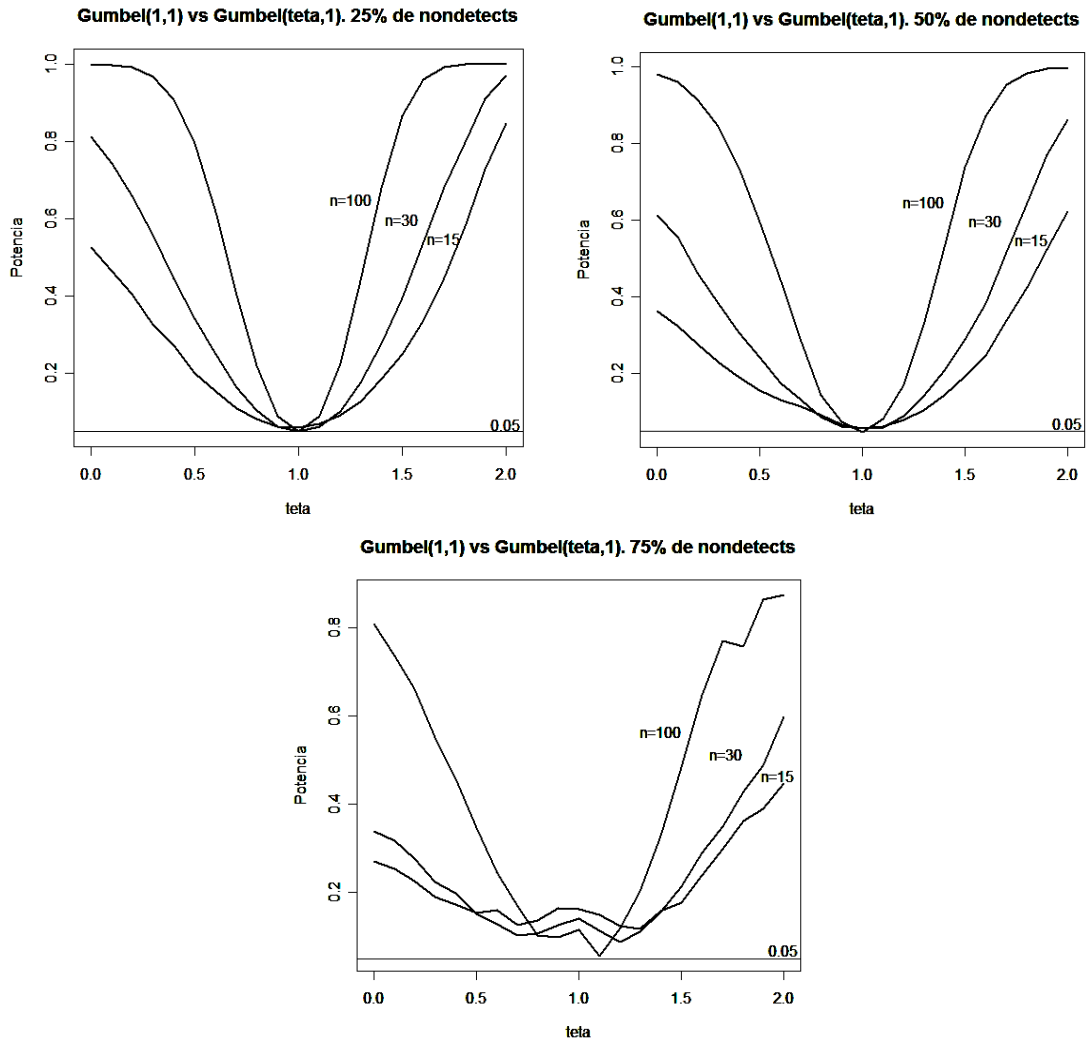 Gumbel(1,1) vs Gumbel(teta,1). 25% de nondetects
Potencia
1.0
0.8
0.6
0.4
0.2
n=100
n=30
n=15
0.05
0.0 0.5 1.0 1.5 2.0
teta
Gumbel(1,1) vs Gumbel(teta,1). 50% de nondetects
Potencia
1.0
0.8
0.6
0.4
0.2
n=100
n=30
n=15
0.05
0.0 0.5 1.0 1.5 2.0
teta
Gumbel(1,1) vs Gumbel(teta,1). 75% de nondetects
Potencia
0.8
0.6
0.4
0.2
n=100
n=30
n=15
0.05
0.0 0.5 1.0 1.5 2.0
teta